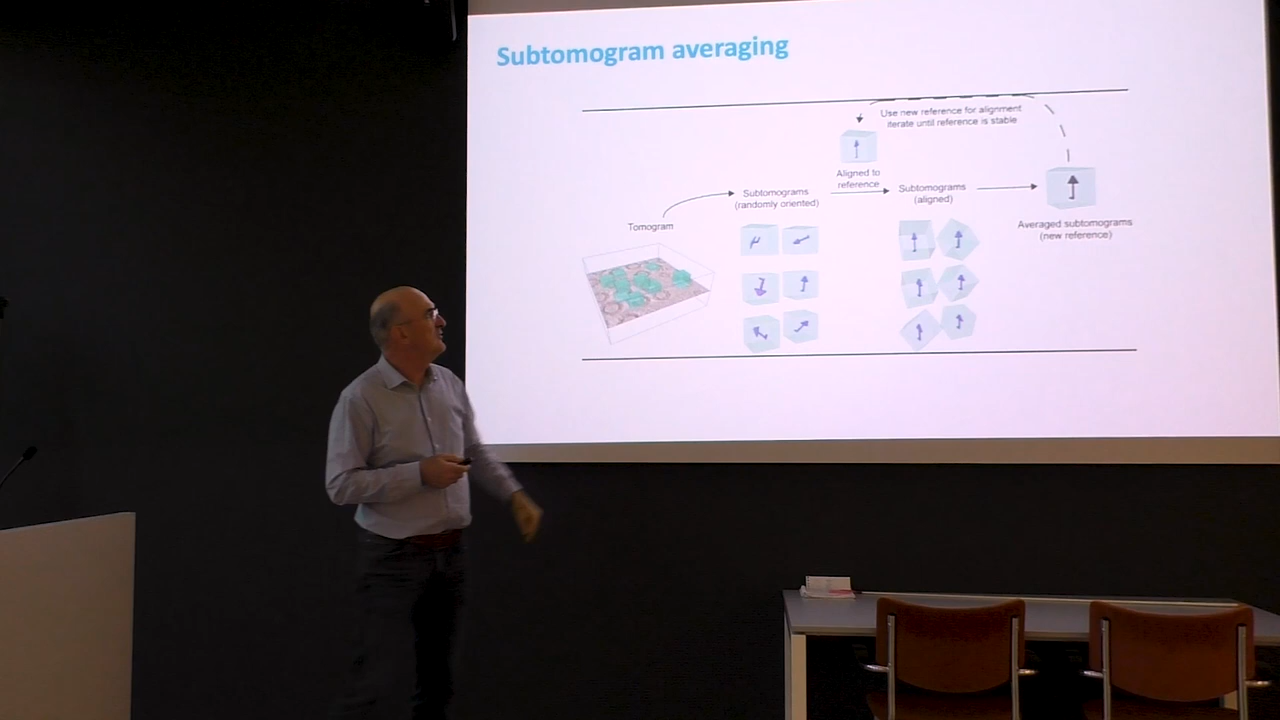 Subtomogram averaging
Use new reference for alignment
iterate until reference is stable
Aligned to
reference
Tomogram
Subtomograms
(randomly oriented)
Subtomograms
(aligned)
Averaged subtomograms
(new reference)